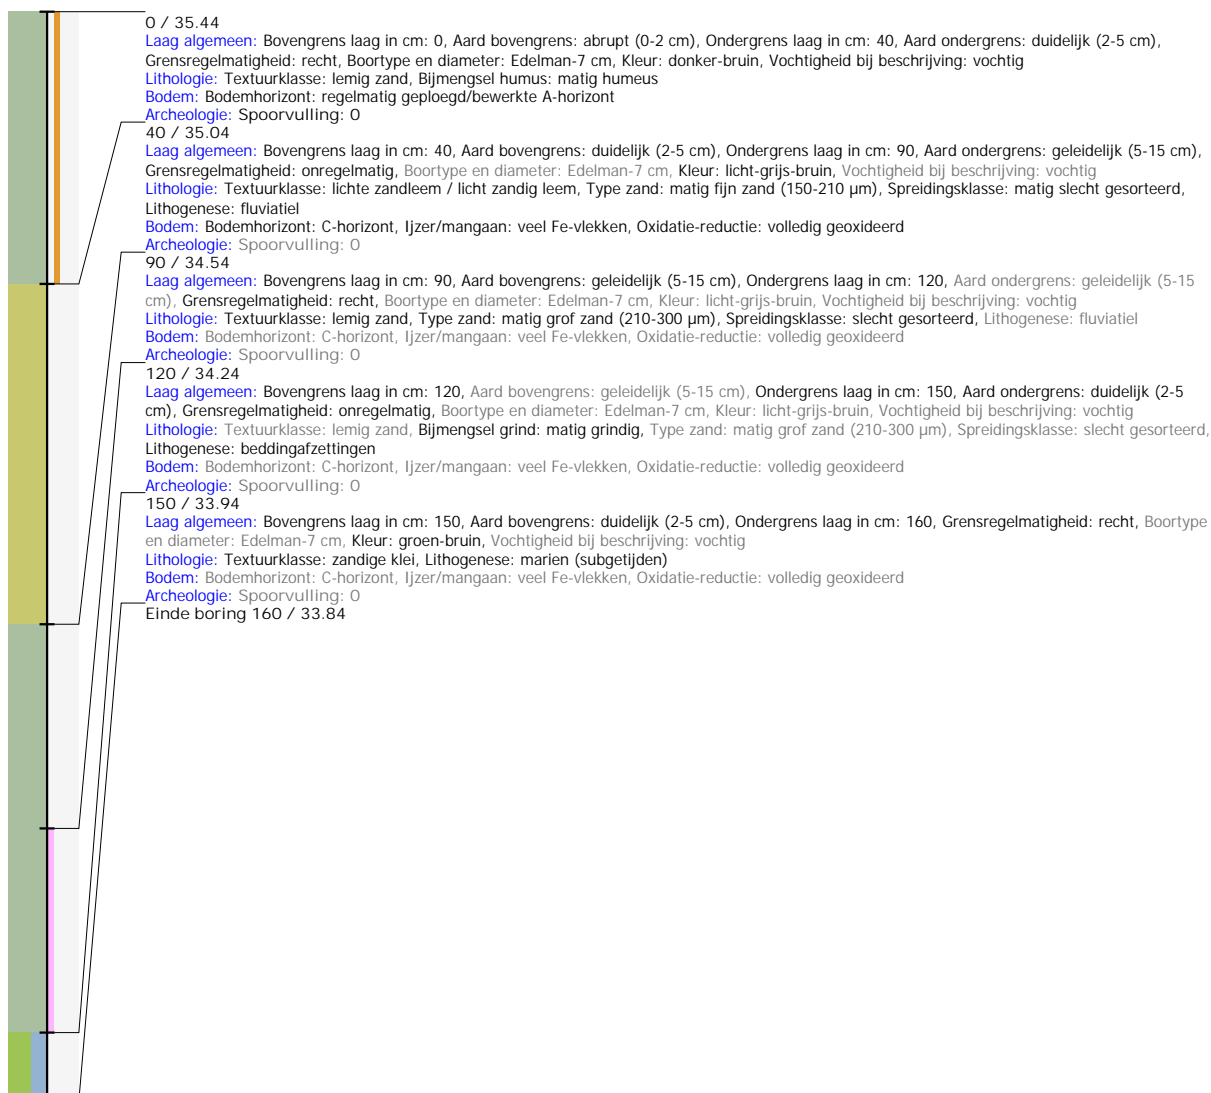 0 / 35.44
Laag algemeen: Bovengrens laag in cm: 0, Aard bovengrens: abrupt (0-2 cm), Ondergrens laag in cm: 40, Aard ondergrens: duidelijk (2-5 cm),
Grensregelmatigheid: recht, Boortype en diameter: Edelman-7 cm, Kleur: donker-bruin, Vochtigheid bij beschrijving: vochtig
Lithologie: Textuurklasse: lemig zand, Bijmengsel humus: matig humeus
Bodem: Bodemhorizont: regelmatig geploegd/bewerkte A-horizont
Archeologie: Spoorvulling: 0
40 / 35.04
Laag algemeen: Bovengrens laag in cm: 40, Aard bovengrens: duidelijk (2-5 cm), Ondergrens laag in cm: 90, Aard ondergrens: geleidelijk (5-15 cm),
Grensregelmatigheid: onregelmatig, Boortype en diameter: Edelman-7 cm, Kleur: licht-grijs-bruin, Vochtigheid bij beschrijving: vochtig
Lithologie: Textuurklasse: lichte zandleem / licht zandig leem, Type zand: matig fijn zand (150-210 µm), Spreidingsklasse: matig slecht gesorteerd,
Lithogenese: fluviatiel
Bodem: Bodemhorizont: C-horizont, Ijzer/mangaan: veel Fe-vlekken, Oxidatie-reductie: volledig geoxideerd
Archeologie: Spoorvulling: 0
90 / 34.54
Laag algemeen: Bovengrens laag in cm: 90, Aard bovengrens: geleidelijk (5-15 cm), Ondergrens laag in cm: 120, Aard ondergrens: geleidelijk (5-15
cm), Grensregelmatigheid: recht, Boortype en diameter: Edelman-7 cm, Kleur: licht-grijs-bruin, Vochtigheid bij beschrijving: vochtig
Lithologie: Textuurklasse: lemig zand, Type zand: matig grof zand (210-300 µm), Spreidingsklasse: slecht gesorteerd, Lithogenese: fluviatiel
Bodem: Bodemhorizont: C-horizont, Ijzer/mangaan: veel Fe-vlekken, Oxidatie-reductie: volledig geoxideerd
Archeologie: Spoorvulling: 0
120 / 34.24
Laag algemeen: Bovengrens laag in cm: 120, Aard bovengrens: geleidelijk (5-15 cm), Ondergrens laag in cm: 150, Aard ondergrens: duidelijk (2-5
cm), Grensregelmatigheid: onregelmatig, Boortype en diameter: Edelman-7 cm, Kleur: licht-grijs-bruin, Vochtigheid bij beschrijving: vochtig
Lithologie: Textuurklasse: lemig zand, Bijmengsel grind: matig grindig, Type zand: matig grof zand (210-300 µm), Spreidingsklasse: slecht gesorteerd,
Lithogenese: beddingafzettingen
Bodem: Bodemhorizont: C-horizont, Ijzer/mangaan: veel Fe-vlekken, Oxidatie-reductie: volledig geoxideerd
Archeologie: Spoorvulling: 0
150 / 33.94
Laag algemeen: Bovengrens laag in cm: 150, Aard bovengrens: duidelijk (2-5 cm), Ondergrens laag in cm: 160, Grensregelmatigheid: recht, Boortype
en diameter: Edelman-7 cm, Kleur: groen-bruin, Vochtigheid bij beschrijving: vochtig
Lithologie: Textuurklasse: zandige klei, Lithogenese: marien (subgetijden)
Bodem: Bodemhorizont: C-horizont, Ijzer/mangaan: veel Fe-vlekken, Oxidatie-reductie: volledig geoxideerd
Archeologie: Spoorvulling: 0
Einde boring 160 / 33.84